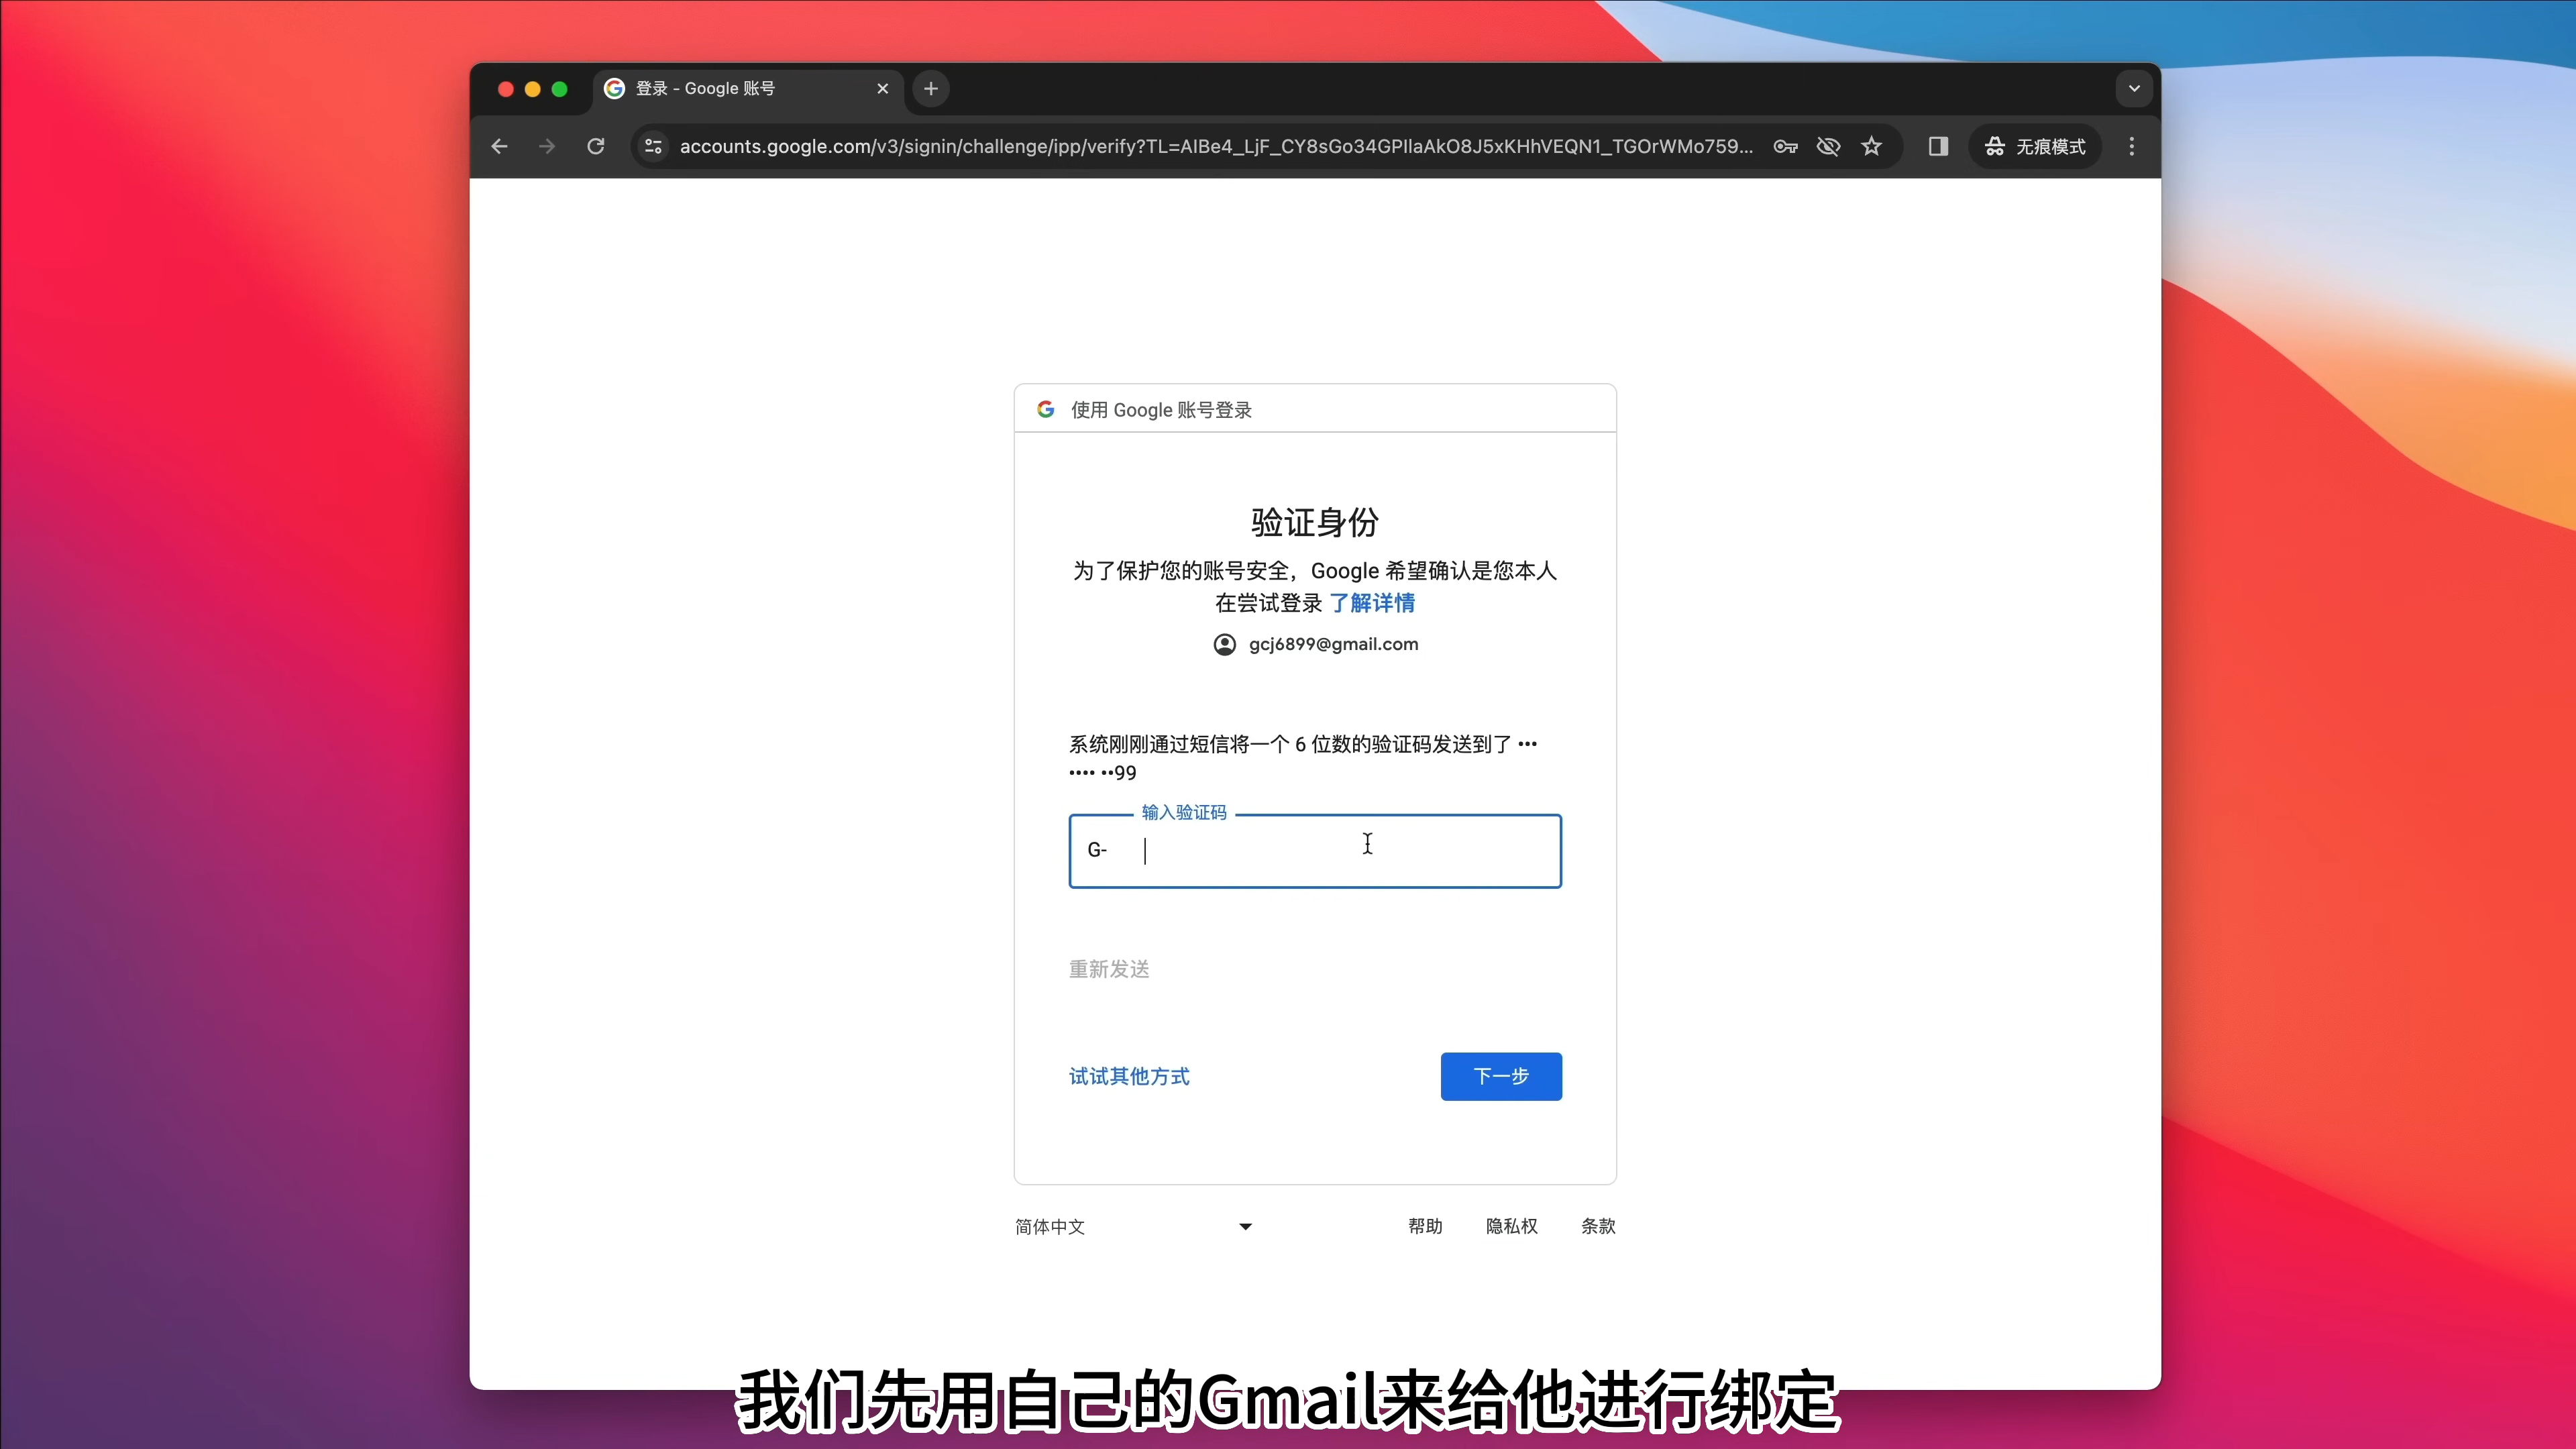 登录 - Google 账号
accounts.google.com/v3/signin/challenge/ipp/verify?TL=AIBe4_LjF_CY8sGo34GPIlaAkO8J5xKHhVEQN1_TGOrWMo759...
无痕模式
使用 Google 账号登录
验证身份
为了保护您的账号安全，Google 希望确认是您本人
在尝试登录 了解详情
gcj6899@gmail.com
系统刚刚通过短信将一个 6 位数的验证码发送到了 •••
•••• ••99
输入验证码
G-
重新发送
试试其他方式
下一步
简体中文
帮助
隐私权
条款
我们先用自己的Gmail来给他进行绑定